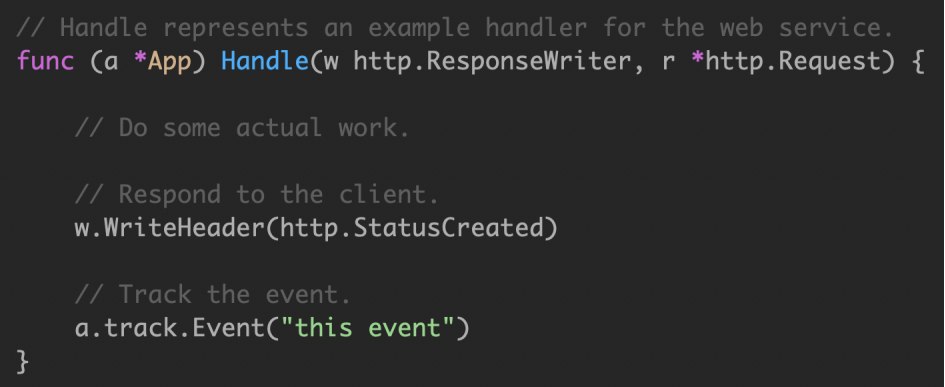 // Handle represents an example handler for the web service.
func (a *App) Handle(w http.ResponseWriter, r *http.Request) {
// Do some actual work.
// Respond to the client.
w.WriteHeader(http.StatusCreated)
// Track the event.
a.track.Event("this event")
}